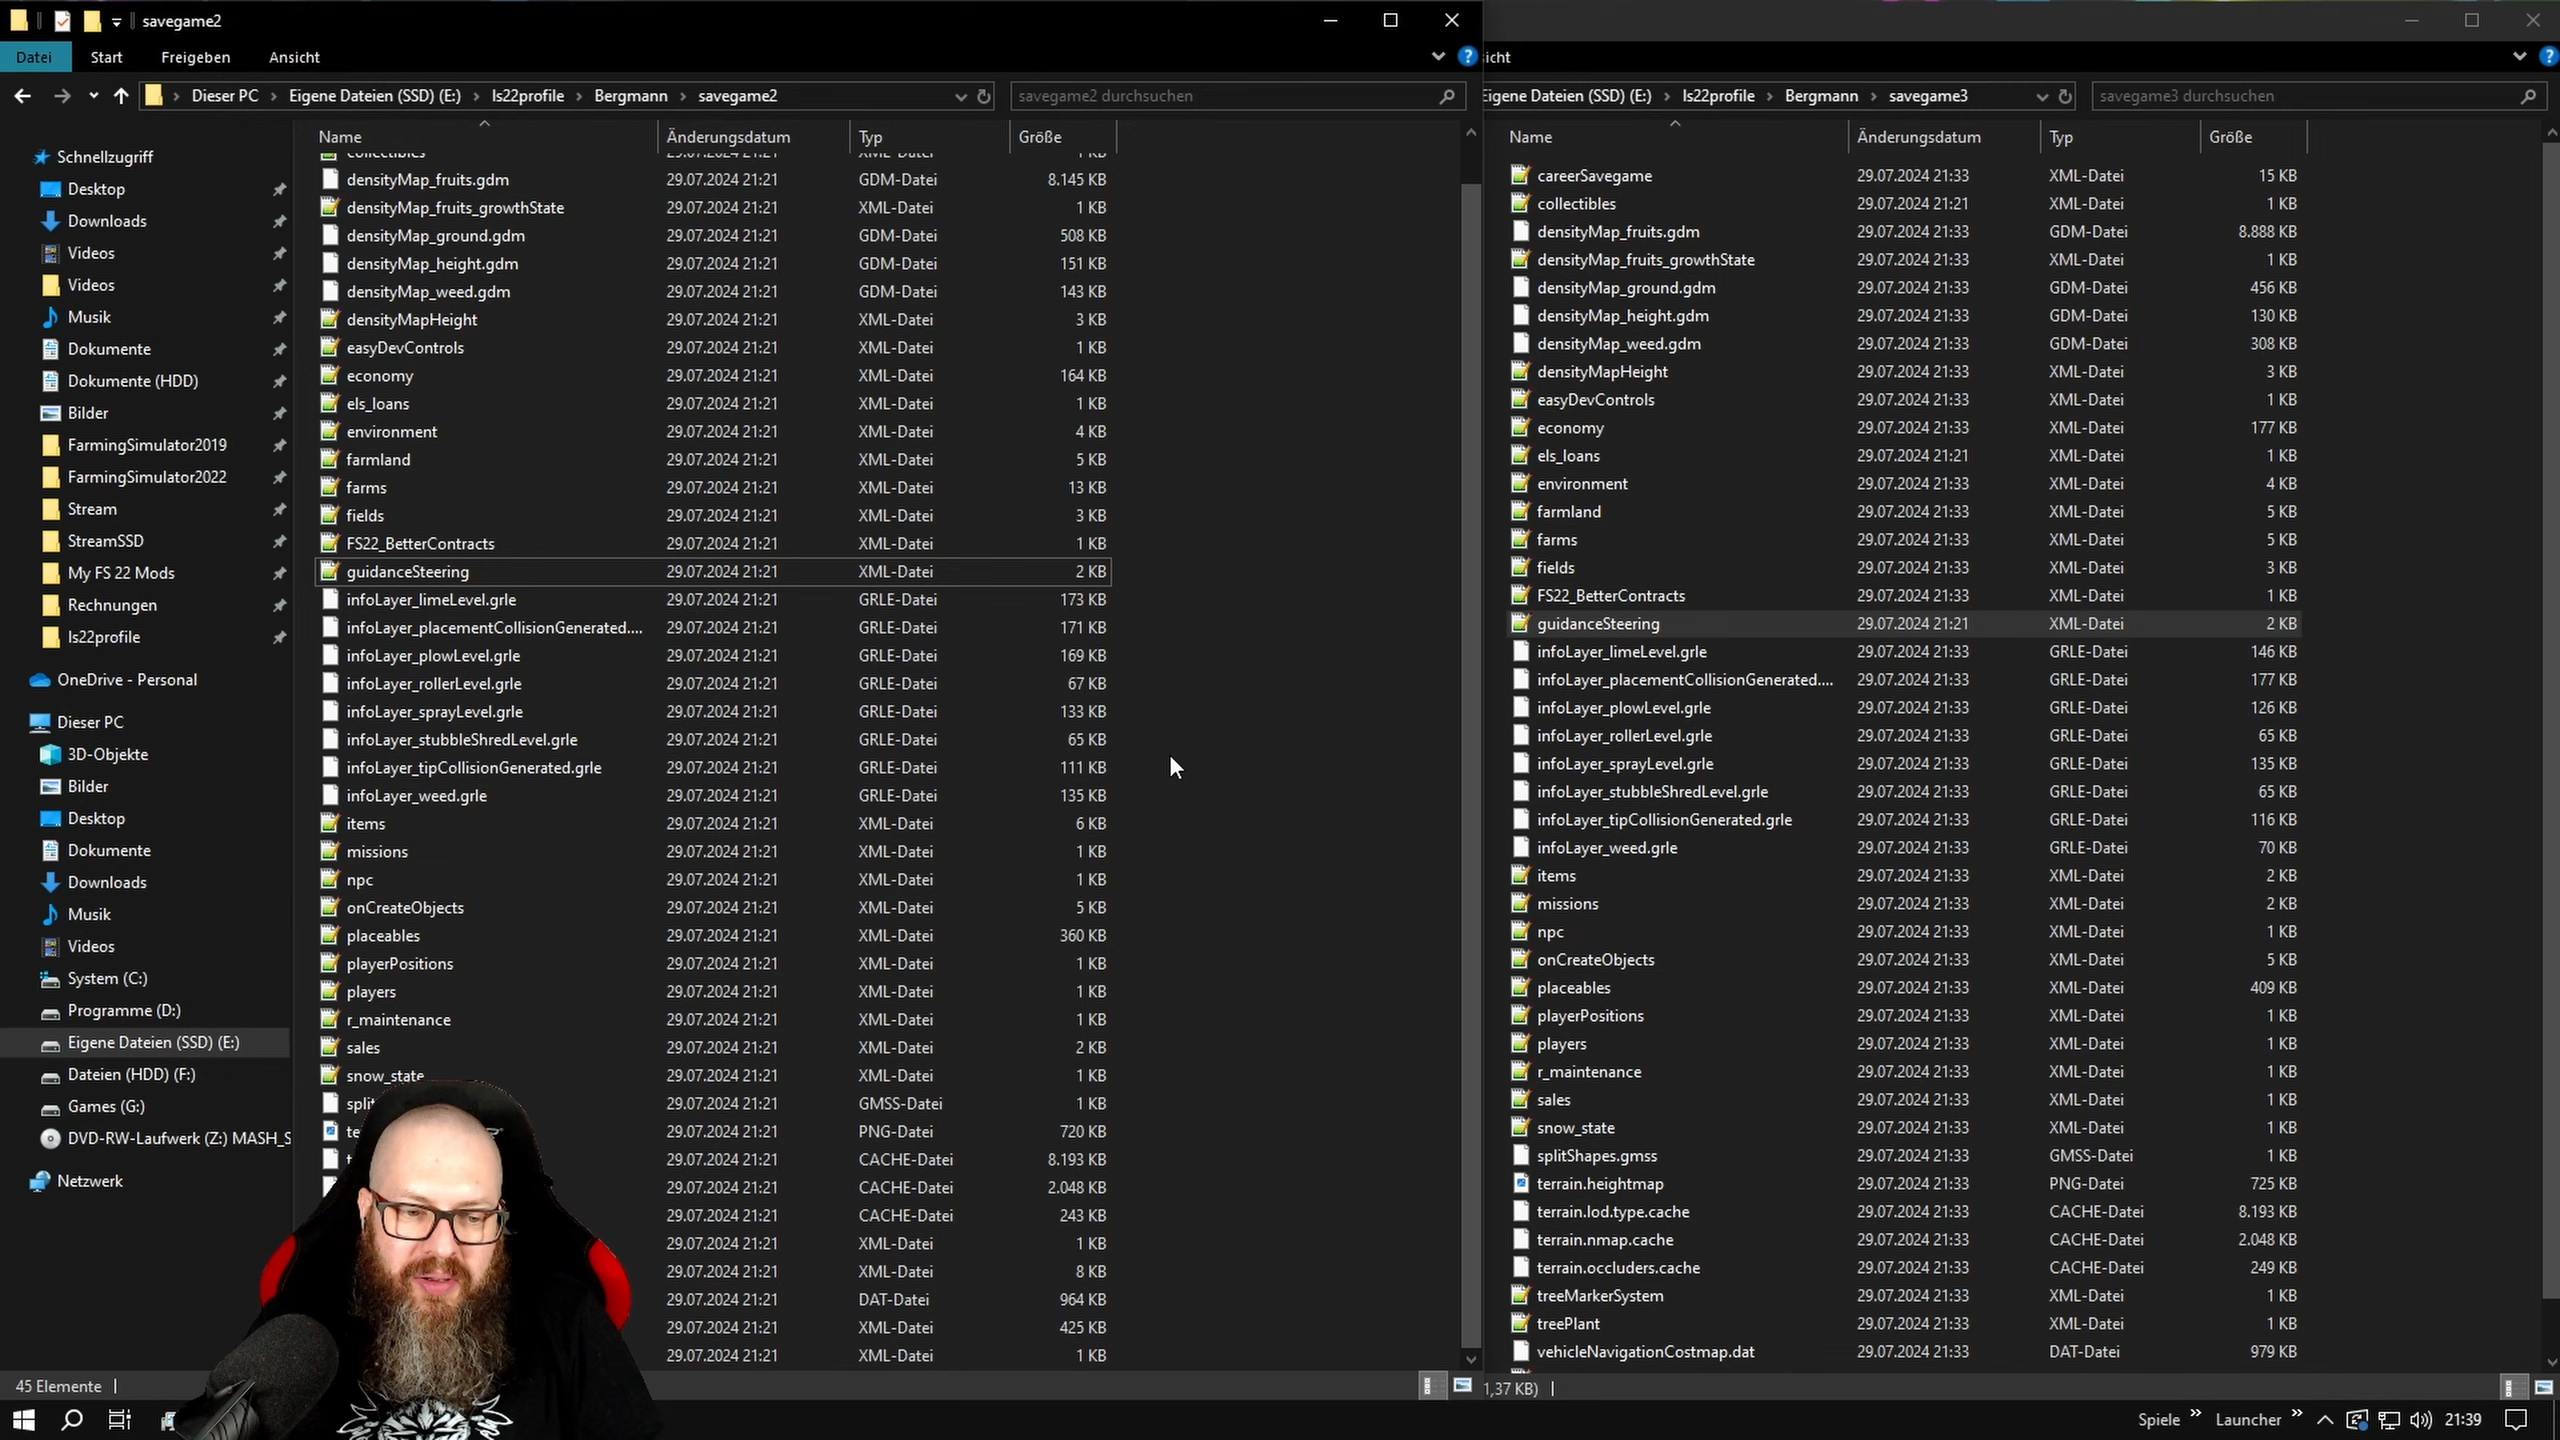 savegame2
Datei Start Freigeben Ansicht
Dieser PC Eigene Dateien (SSD) (E:) ls22profile Bergmann savegame2
savegame2 durchsuchen
Schnellzugriff
Desktop
Downloads
Videos
Videos
Musik
Dokumente
Dokumente (HDD)
Bilder
FarmingSimulator2019
FarmingSimulator2022
Stream
StreamSSD
My FS 22 Mods
Rechnungen
ls22profile
OneDrive - Personal
Dieser PC
3D-Objekte
Bilder
Desktop
Dokumente
Downloads
Musik
Videos
System (C:)
Programme (D:)
Eigene Dateien (SSD) (E:)
Dateien (HDD) (F:)
Games (G:)
DVD-RW-Laufwerk (Z:) MASH_S
Netzwerk
Name Änderungsdatum Typ Größe
collectibles 29.07.2024 21:21 XML-Datei 1 KB
densityMap_fruits.gdm 29.07.2024 21:21 GDM-Datei 8.145 KB
densityMap_fruits_growthState 29.07.2024 21:21 XML-Datei 1 KB
densityMap_ground.gdm 29.07.2024 21:21 GDM-Datei 508 KB
densityMap_height.gdm 29.07.2024 21:21 GDM-Datei 151 KB
densityMap_weed.gdm 29.07.2024 21:21 GDM-Datei 143 KB
densityMapHeight 29.07.2024 21:21 XML-Datei 3 KB
easyDevControls 29.07.2024 21:21 XML-Datei 1 KB
economy 29.07.2024 21:21 XML-Datei 164 KB
els_loans 29.07.2024 21:21 XML-Datei 1 KB
environment 29.07.2024 21:21 XML-Datei 4 KB
farmland 29.07.2024 21:21 XML-Datei 5 KB
farms 29.07.2024 21:21 XML-Datei 13 KB
fields 29.07.2024 21:21 XML-Datei 3 KB
FS22_BetterContracts 29.07.2024 21:21 XML-Datei 1 KB
guidanceSteering 29.07.2024 21:21 XML-Datei 2 KB
infoLayer_limeLevel.grle 29.07.2024 21:21 GRLE-Datei 173 KB
infoLayer_placementCollisionGenerated.... 29.07.2024 21:21 GRLE-Datei 171 KB
infoLayer_plowLevel.grle 29.07.2024 21:21 GRLE-Datei 169 KB
infoLayer_rollerLevel.grle 29.07.2024 21:21 GRLE-Datei 67 KB
infoLayer_sprayLevel.grle 29.07.2024 21:21 GRLE-Datei 133 KB
infoLayer_stubbleShredLevel.grle 29.07.2024 21:21 GRLE-Datei 65 KB
infoLayer_tipCollisionGenerated.grle 29.07.2024 21:21 GRLE-Datei 111 KB
infoLayer_weed.grle 29.07.2024 21:21 GRLE-Datei 135 KB
items 29.07.2024 21:21 XML-Datei 6 KB
missions 29.07.2024 21:21 XML-Datei 1 KB
npc 29.07.2024 21:21 XML-Datei 1 KB
onCreateObjects 29.07.2024 21:21 XML-Datei 5 KB
placeables 29.07.2024 21:21 XML-Datei 360 KB
playerPositions 29.07.2024 21:21 XML-Datei 1 KB
players 29.07.2024 21:21 XML-Datei 1 KB
r_maintenance 29.07.2024 21:21 XML-Datei 1 KB
sales 29.07.2024 21:21 XML-Datei 2 KB
snow_state 29.07.2024 21:21 XML-Datei 1 KB
spli 29.07.2024 21:21 GMSS-Datei 1 KB
te 29.07.2024 21:21 PNG-Datei 720 KB
t 29.07.2024 21:21 CACHE-Datei 8.193 KB
29.07.2024 21:21 CACHE-Datei 2.048 KB
29.07.2024 21:21 CACHE-Datei 243 KB
29.07.2024 21:21 XML-Datei 1 KB
29.07.2024 21:21 XML-Datei 8 KB
29.07.2024 21:21 DAT-Datei 964 KB
29.07.2024 21:21 XML-Datei 425 KB
29.07.2024 21:21 XML-Datei 1 KB
45 Elemente
icht
Eigene Dateien (SSD) (E:) ls22profile Bergmann savegame3
savegame3 durchsuchen
Name Änderungsdatum Typ Größe
careerSavegame 29.07.2024 21:33 XML-Datei 15 KB
collectibles 29.07.2024 21:21 XML-Datei 1 KB
densityMap_fruits.gdm 29.07.2024 21:33 GDM-Datei 8.888 KB
densityMap_fruits_growthState 29.07.2024 21:33 XML-Datei 1 KB
densityMap_ground.gdm 29.07.2024 21:33 GDM-Datei 456 KB
densityMap_height.gdm 29.07.2024 21:33 GDM-Datei 130 KB
densityMap_weed.gdm 29.07.2024 21:33 GDM-Datei 308 KB
densityMapHeight 29.07.2024 21:33 XML-Datei 3 KB
easyDevControls 29.07.2024 21:33 XML-Datei 1 KB
economy 29.07.2024 21:33 XML-Datei 177 KB
els_loans 29.07.2024 21:21 XML-Datei 1 KB
environment 29.07.2024 21:33 XML-Datei 4 KB
farmland 29.07.2024 21:33 XML-Datei 5 KB
farms 29.07.2024 21:33 XML-Datei 5 KB
fields 29.07.2024 21:33 XML-Datei 3 KB
FS22_BetterContracts 29.07.2024 21:33 XML-Datei 1 KB
guidanceSteering 29.07.2024 21:21 XML-Datei 2 KB
infoLayer_limeLevel.grle 29.07.2024 21:33 GRLE-Datei 146 KB
infoLayer_placementCollisionGenerated.... 29.07.2024 21:33 GRLE-Datei 177 KB
infoLayer_plowLevel.grle 29.07.2024 21:33 GRLE-Datei 126 KB
infoLayer_rollerLevel.grle 29.07.2024 21:33 GRLE-Datei 65 KB
infoLayer_sprayLevel.grle 29.07.2024 21:33 GRLE-Datei 135 KB
infoLayer_stubbleShredLevel.grle 29.07.2024 21:33 GRLE-Datei 65 KB
infoLayer_tipCollisionGenerated.grle 29.07.2024 21:33 GRLE-Datei 116 KB
infoLayer_weed.grle 29.07.2024 21:33 GRLE-Datei 70 KB
items 29.07.2024 21:33 XML-Datei 2 KB
missions 29.07.2024 21:33 XML-Datei 2 KB
npc 29.07.2024 21:33 XML-Datei 1 KB
onCreateObjects 29.07.2024 21:33 XML-Datei 5 KB
placeables 29.07.2024 21:33 XML-Datei 409 KB
playerPositions 29.07.2024 21:33 XML-Datei 1 KB
players 29.07.2024 21:33 XML-Datei 1 KB
r_maintenance 29.07.2024 21:33 XML-Datei 1 KB
sales 29.07.2024 21:33 XML-Datei 1 KB
snow_state 29.07.2024 21:33 XML-Datei 1 KB
splitShapes.gmss 29.07.2024 21:33 GMSS-Datei 1 KB
terrain.heightmap 29.07.2024 21:33 PNG-Datei 725 KB
terrain.lod.type.cache 29.07.2024 21:33 CACHE-Datei 8.193 KB
terrain.nmap.cache 29.07.2024 21:33 CACHE-Datei 2.048 KB
terrain.occluders.cache 29.07.2024 21:33 CACHE-Datei 249 KB
treeMarkerSystem 29.07.2024 21:33 XML-Datei 1 KB
treePlant 29.07.2024 21:33 XML-Datei 1 KB
vehicleNavigationCostmap.dat 29.07.2024 21:33 DAT-Datei 979 KB
1,37 KB)
Spiele Launcher 21:39